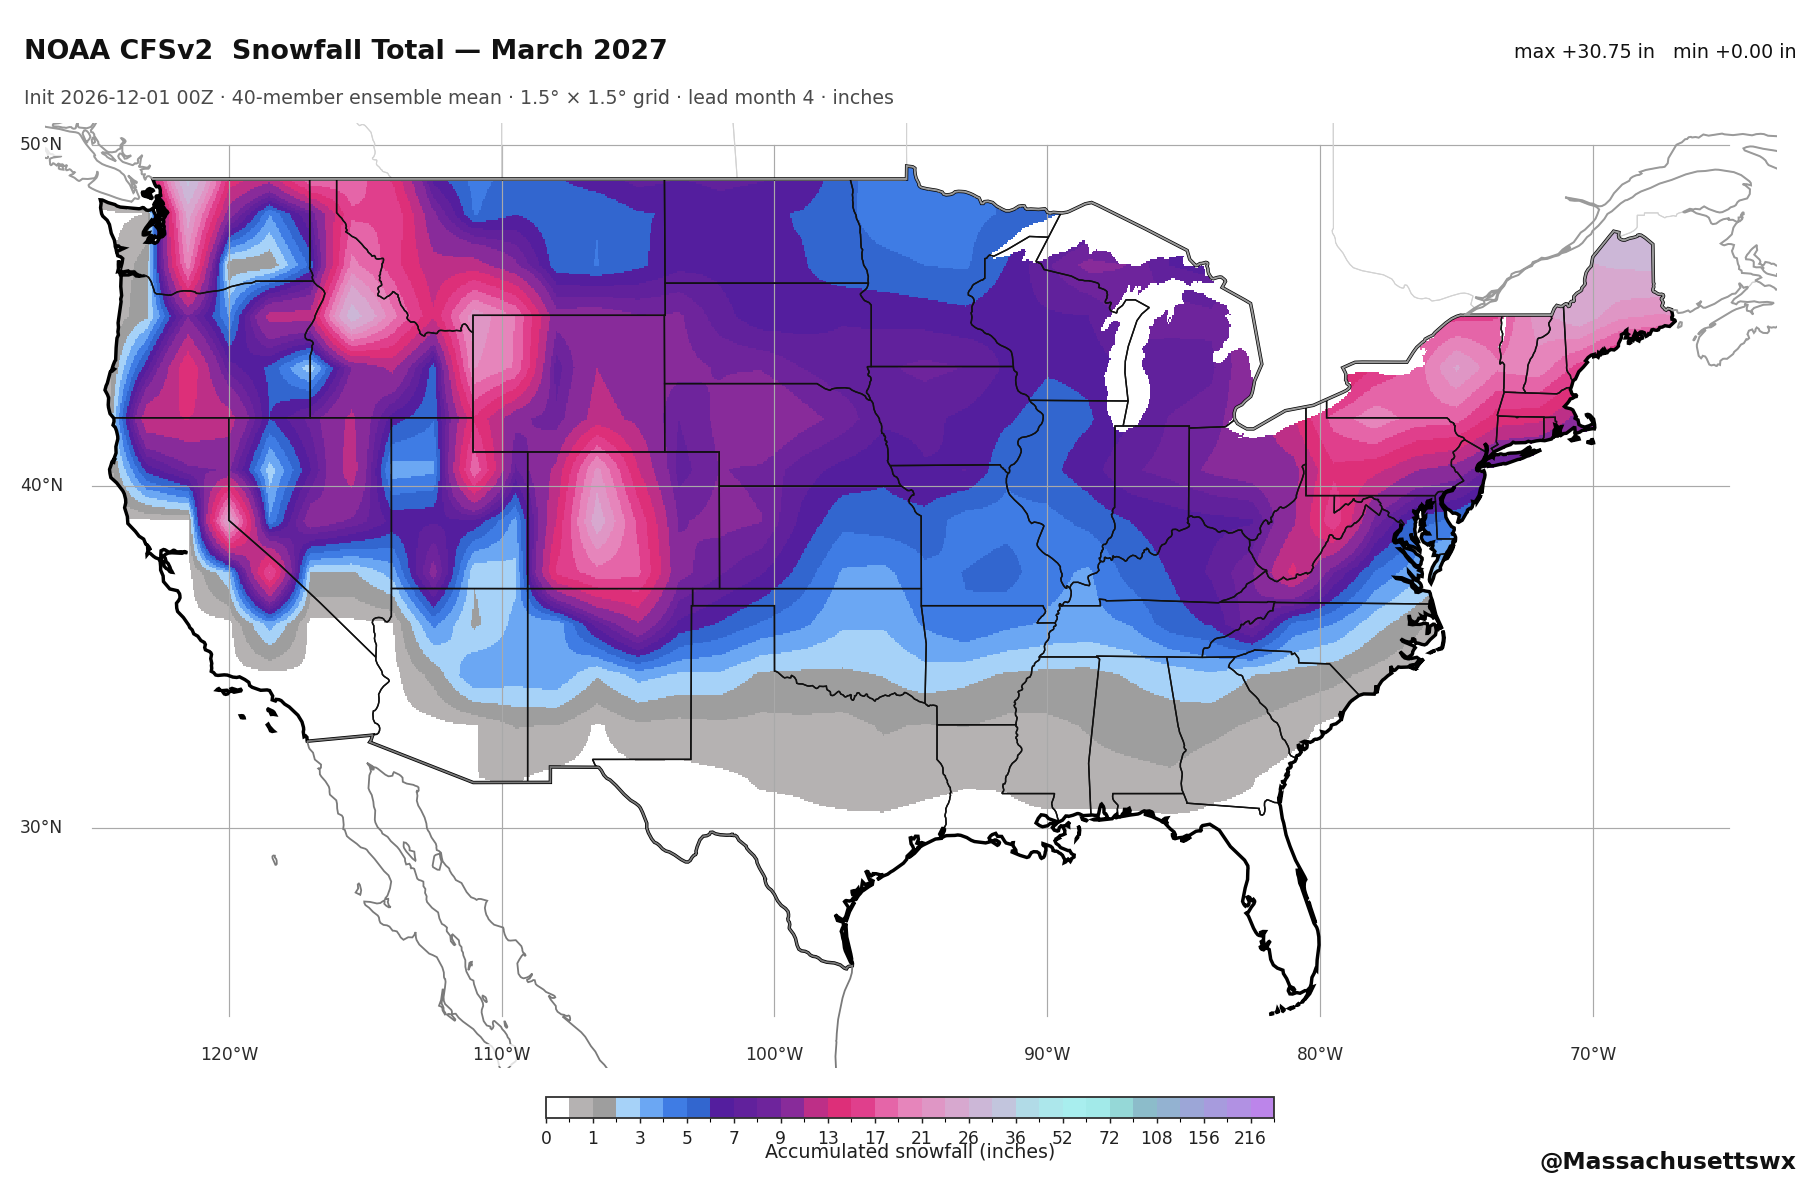 NOAA CFSv2  Snowfall Total — March 2027
max +30.75 in   min +0.00 in
Init 2026-12-01 00Z · 40-member ensemble mean · 1.5° × 1.5° grid · lead month 4 · inches
50°N
40°N
30°N
120°W 110°W 100°W 90°W 80°W 70°W
0 1 3 5 7 9 13 17 21 26 36 52 72 108 156 216
Accumulated snowfall (inches)
@Massachusettswx